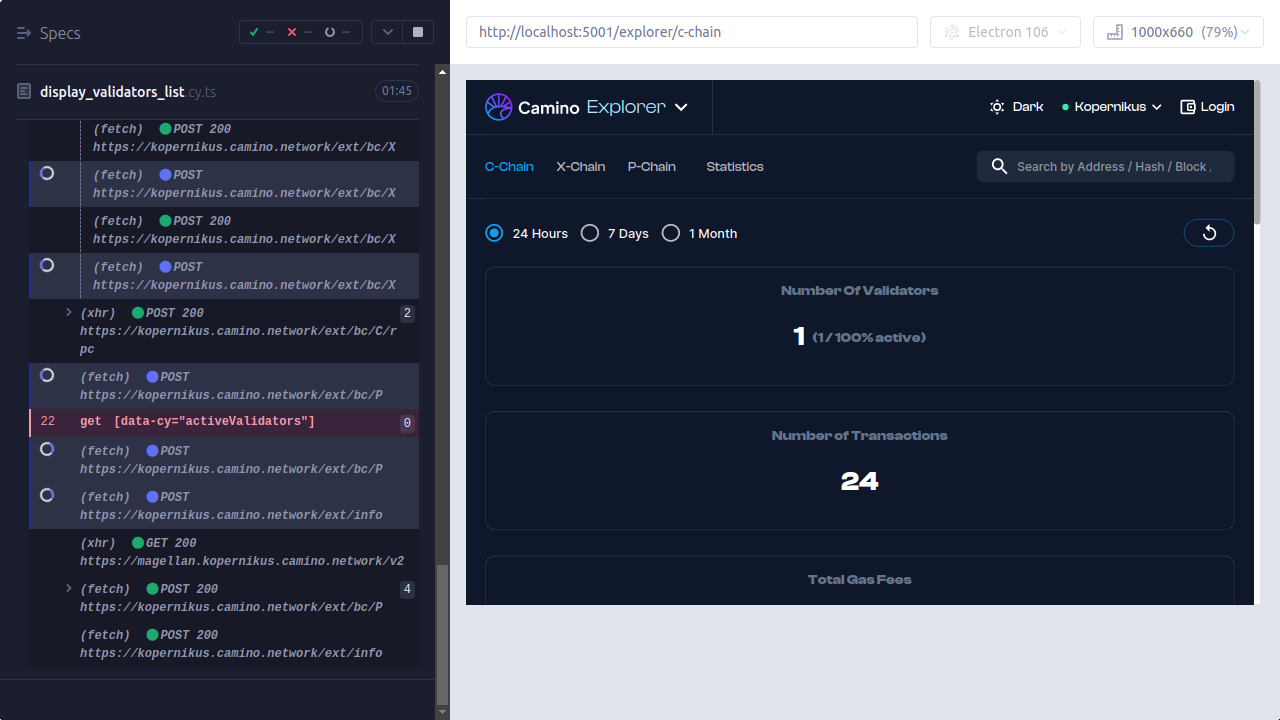 Specs
-- -- --
display_validators_list.cy.ts
01:45
(fetch) POST 200
https://kopernikus.camino.network/ext/bc/X
(fetch) POST
https://kopernikus.camino.network/ext/bc/X
(fetch) POST 200
https://kopernikus.camino.network/ext/bc/X
(fetch) POST
https://kopernikus.camino.network/ext/bc/X
(xhr) POST 200 2
https://kopernikus.camino.network/ext/bc/C/r
pc
(fetch) POST
https://kopernikus.camino.network/ext/bc/P
22 get [data-cy="activeValidators"] 0
(fetch) POST
https://kopernikus.camino.network/ext/bc/P
(fetch) POST
https://kopernikus.camino.network/ext/info
(xhr) GET 200
https://magellan.kopernikus.camino.network/v2
(fetch) POST 200 4
https://kopernikus.camino.network/ext/bc/P
(fetch) POST 200
https://kopernikus.camino.network/ext/info
http://localhost:5001/explorer/c-chain
Electron 106
1000x660 (79%)
Camino Explorer
Dark
Kopernikus
Login
C-Chain X-Chain P-Chain Statistics
Search by Address / Hash / Block
24 Hours 7 Days 1 Month
Number Of Validators
1 (1 / 100% active)
Number of Transactions
24
Total Gas Fees